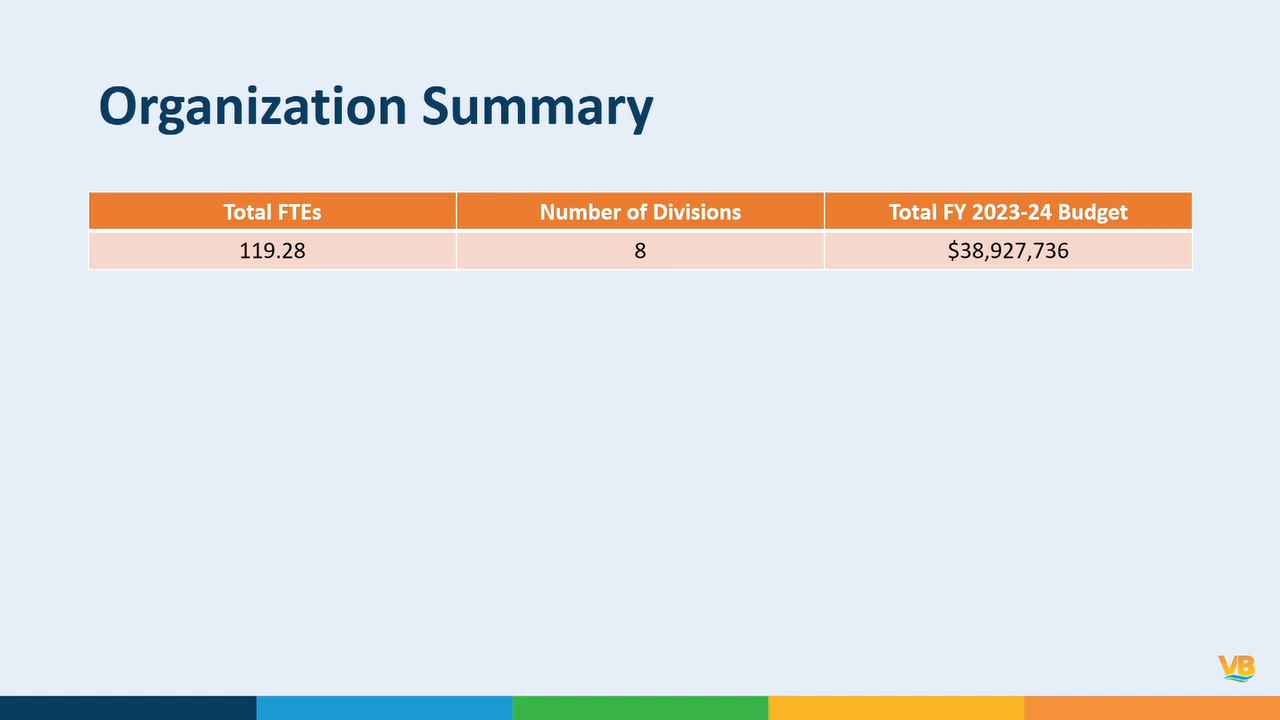 Organization Summary
Total FTEs Number of Divisions Total FY 2023-24 Budget
119.28 8 $38,927,736
VB